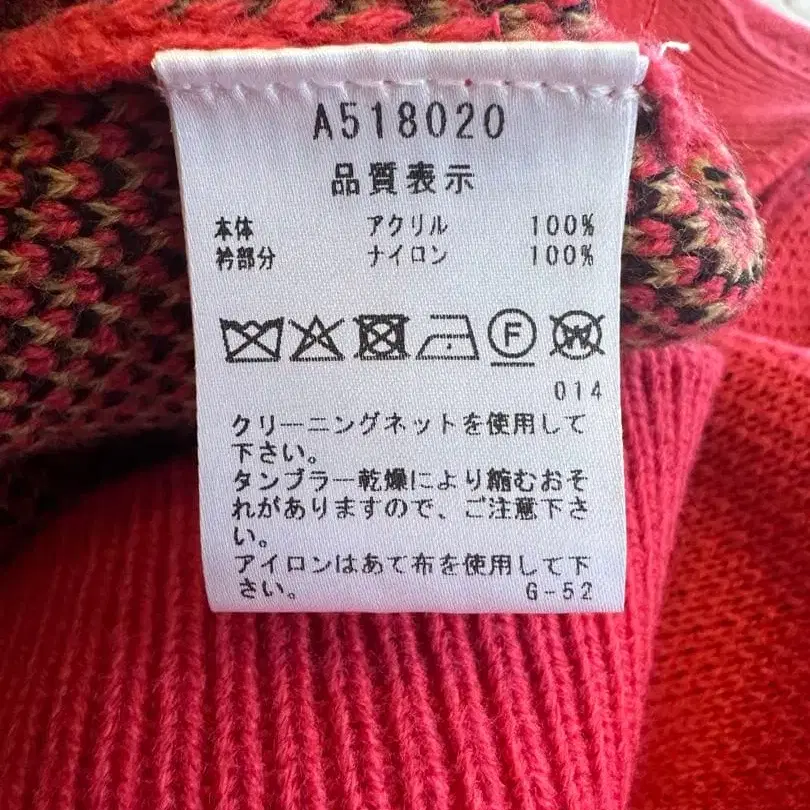 A518020
品質表示
本体 アクリル 100%
衿部分 ナイロン 100%
F W
014
クリーニングネットを使用して
下さい。
タンブラー乾燥により縮むおそ
れがありますので、ご注意下さ
い。
アイロンはあて布を使用して下
さい。 G-52